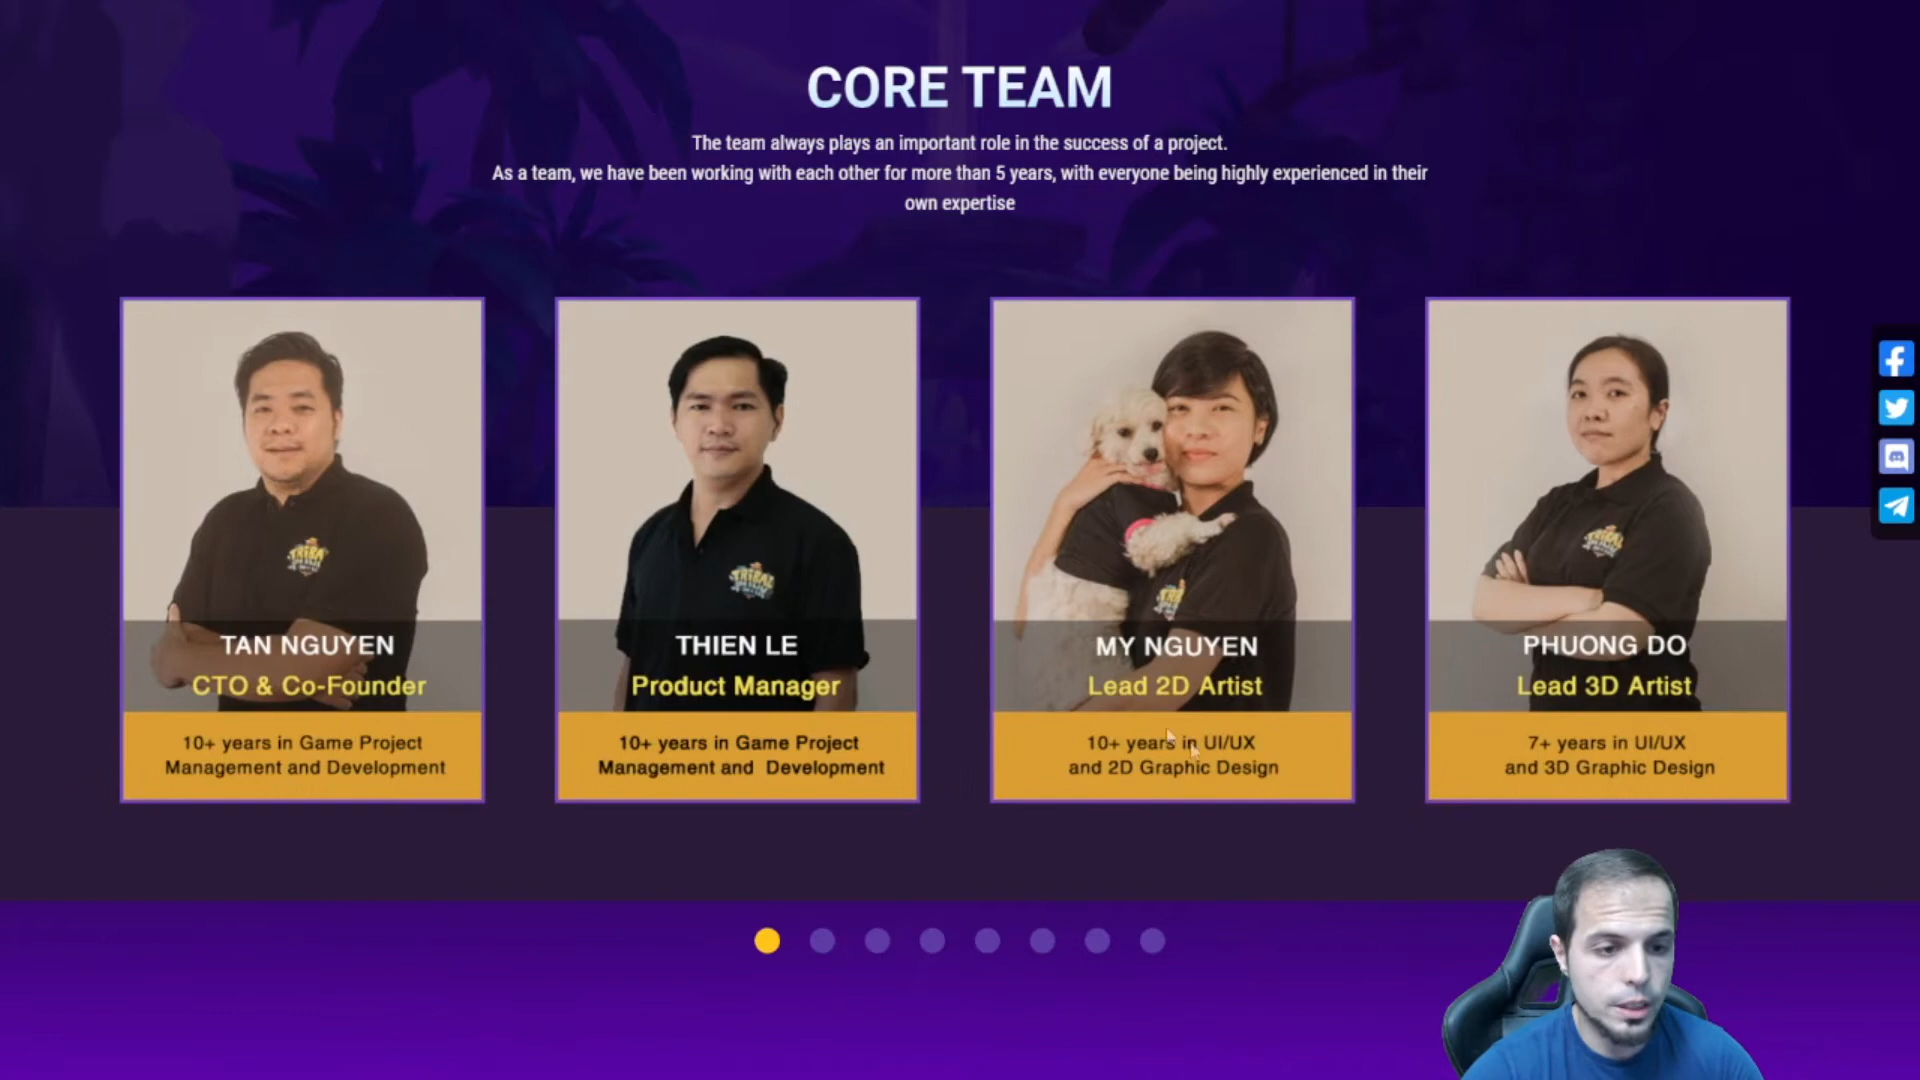 CORE TEAM
The team always plays an important role in the success of a project.
As a team, we have been working with each other for more than 5 years, with everyone being highly experienced in their
own expertise
TRIBAL
TAN NGUYEN
CTO & Co-Founder
10+ years in Game Project
Management and Development
TRIBAL
THIEN LE
Product Manager
10+ years in Game Project
Management and Development
MY NGUYEN
Lead 2D Artist
10+ years in UI/UX
and 2D Graphic Design
TRIBAL
PHUONG DO
Lead 3D Artist
7+ years in UI/UX
and 3D Graphic Design